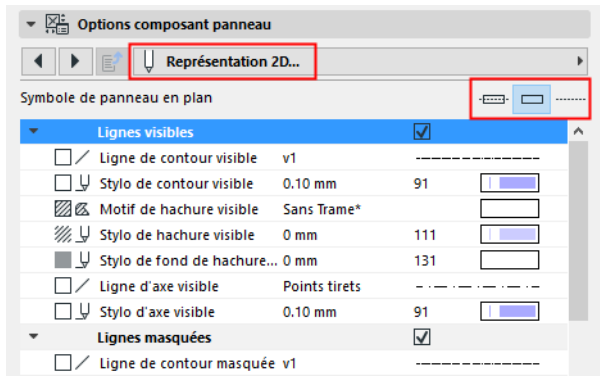 Options composant panneau
Représentation 2D...
Symbole de panneau en plan
Lignes visibles
Ligne de contour visible v1
Stylo de contour visible 0.10 mm 91
Motif de hachure visible Sans Trame*
Stylo de hachure visible 0 mm 111
Stylo de fond de hachure... 0 mm 131
Ligne d'axe visible Points tirets
Stylo d'axe visible 0.10 mm 91
Lignes masquées
Ligne de contour masquée v1